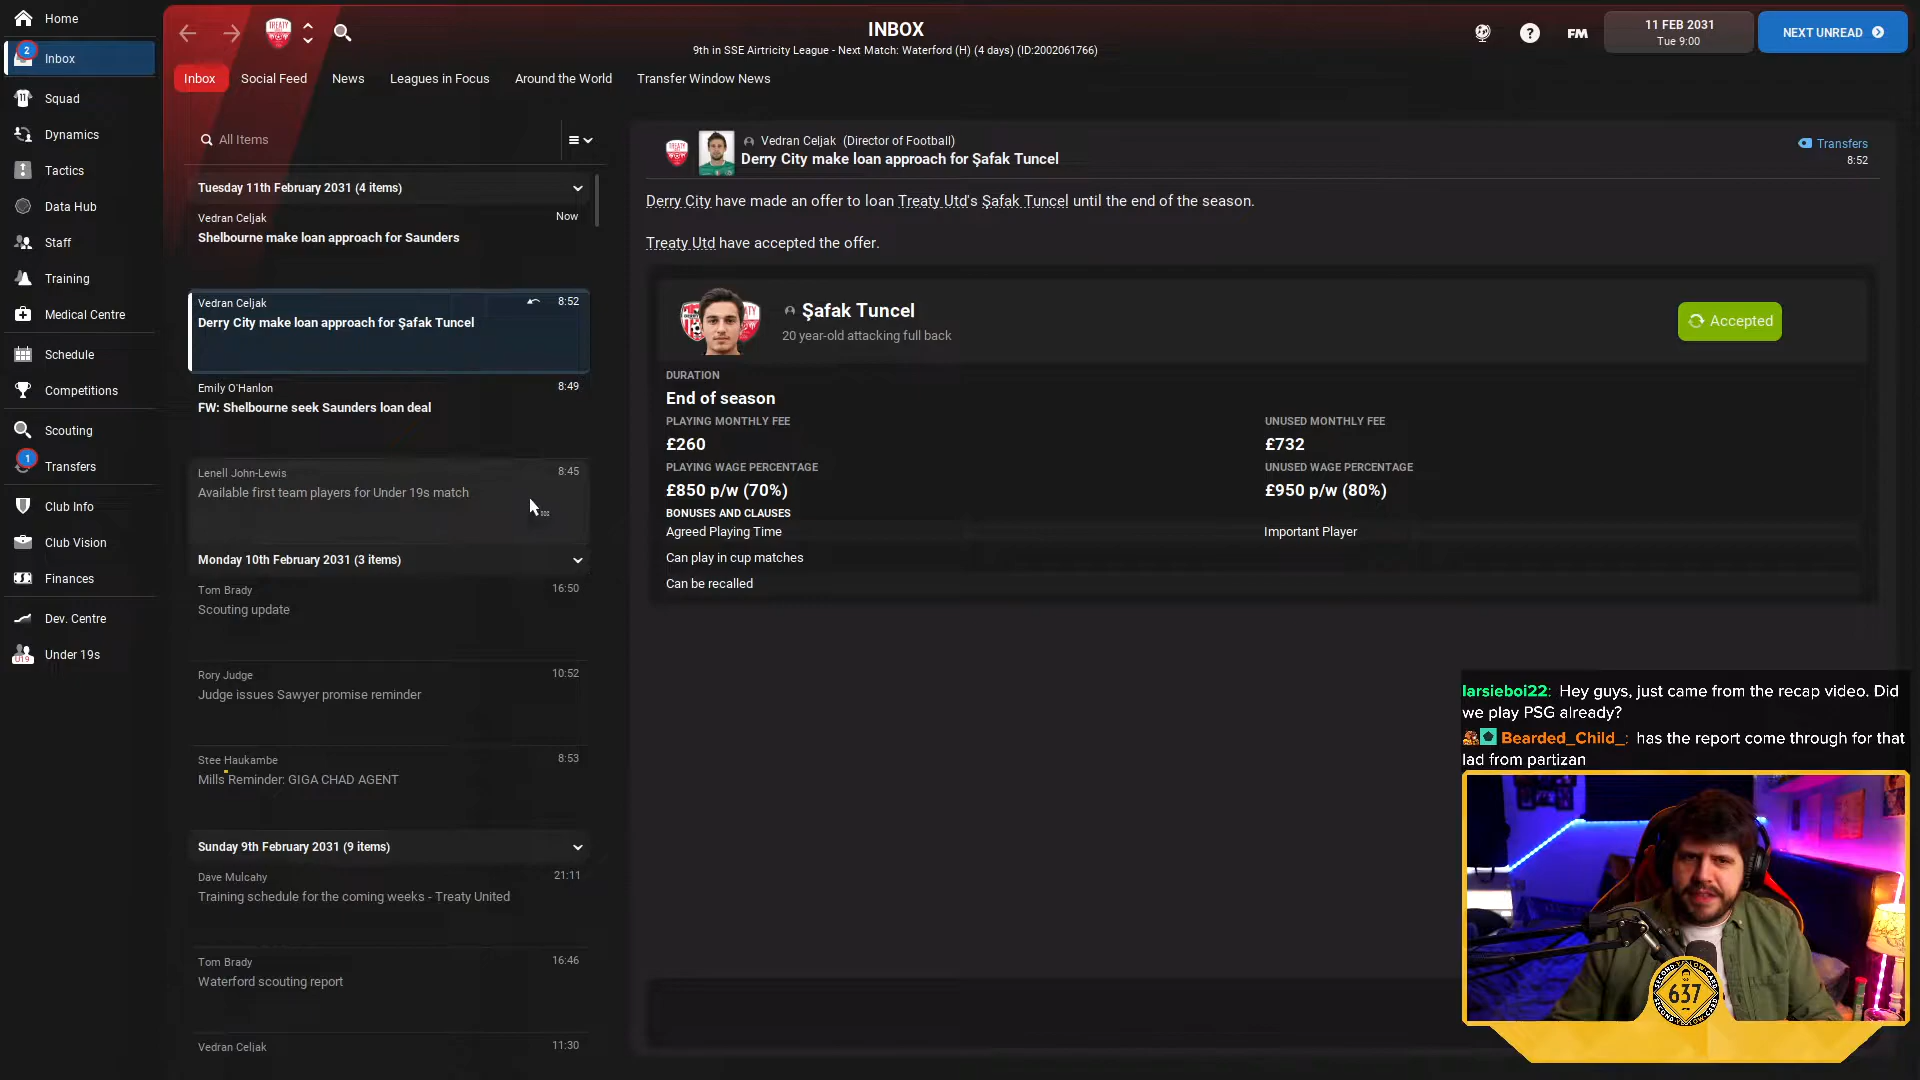 Home
2
Inbox
Squad
Dynamics
Tactics
Data Hub
Staff
Training
Medical Centre
Schedule
Competitions
Scouting
1
Transfers
Club Info
Club Vision
Finances
Dev. Centre
U19
Under 19s
TREATY
INBOX
9th in SSE Airtricity League - Next Match: Waterford (H) (4 days) (ID:2002061766)
?
FM
11 FEB 2031
Tue 9:00
NEXT UNREAD
Inbox
Social Feed
News
Leagues in Focus
Around the World
Transfer Window News
All Items
Tuesday 11th February 2031 (4 items)
Vedran Celjak
Now
Shelbourne make loan approach for Saunders
Vedran Celjak
8:52
Derry City make loan approach for Şafak Tuncel
Emily O'Hanlon
8:49
FW: Shelbourne seek Saunders loan deal
Lenell John-Lewis
8:45
Available first team players for Under 19s match
Monday 10th February 2031 (3 items)
Tom Brady
16:50
Scouting update
Rory Judge
10:52
Judge issues Sawyer promise reminder
Stee Haukambe
8:53
Mills Reminder: GIGA CHAD AGENT
Sunday 9th February 2031 (9 items)
Dave Mulcahy
21:11
Training schedule for the coming weeks - Treaty United
Tom Brady
16:46
Waterford scouting report
Vedran Celjak
11:30
Vedran Celjak (Director of Football)
Derry City make loan approach for Şafak Tuncel
Transfers
8:52
Derry City have made an offer to loan Treaty Utd's Şafak Tuncel until the end of the season.
Treaty Utd have accepted the offer.
Şafak Tuncel
20 year-old attacking full back
Accepted
DURATION
End of season
PLAYING MONTHLY FEE
UNUSED MONTHLY FEE
£260
£732
PLAYING WAGE PERCENTAGE
UNUSED WAGE PERCENTAGE
£850 p/w (70%)
£950 p/w (80%)
BONUSES AND CLAUSES
Agreed Playing Time
Important Player
Can play in cup matches
Can be recalled
larsieboi22: Hey guys, just came from the recap video. Did
we play PSG already?
Bearded_Child_: has the report come through for that
lad from partizan
SECOND YELLOW CARD
637